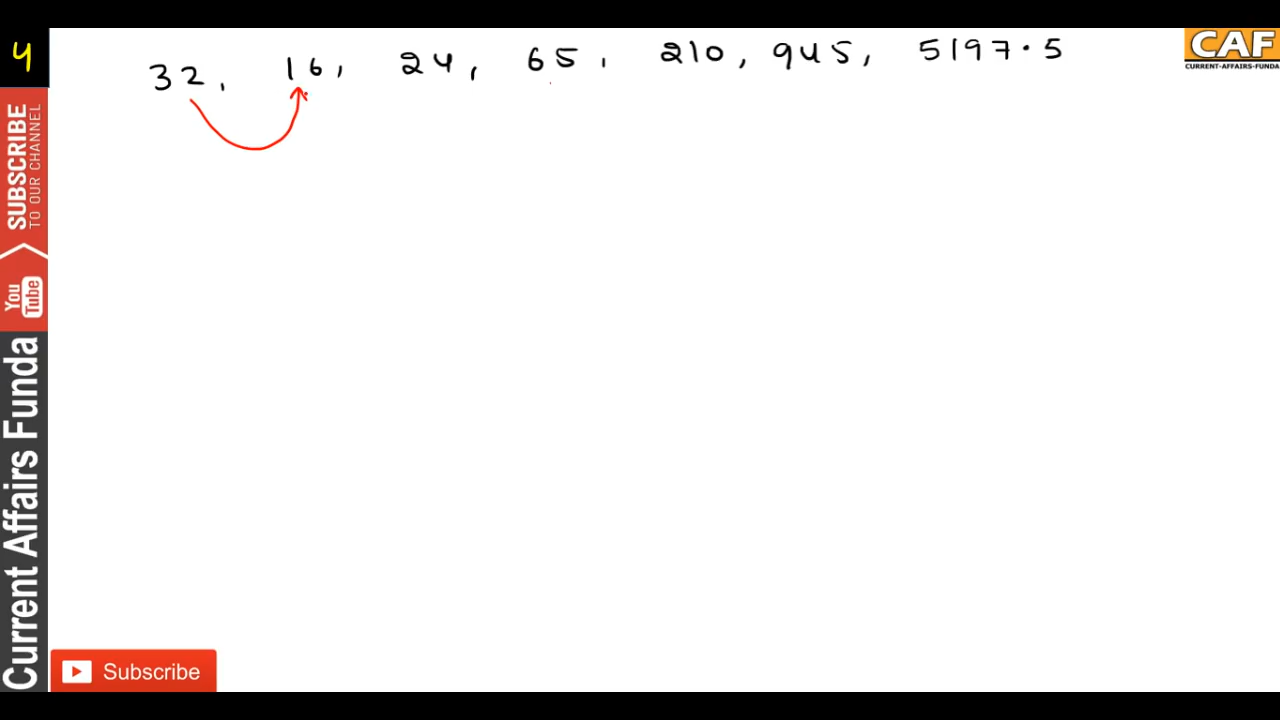 4
32, 16, 24, 65, 210, 945, 5197.5
CAF
CURRENT-AFFAIRS-FUNDA
SUBSCRIBE
TO OUR CHANNEL
You
Tube
Current Affairs Funda
Subscribe